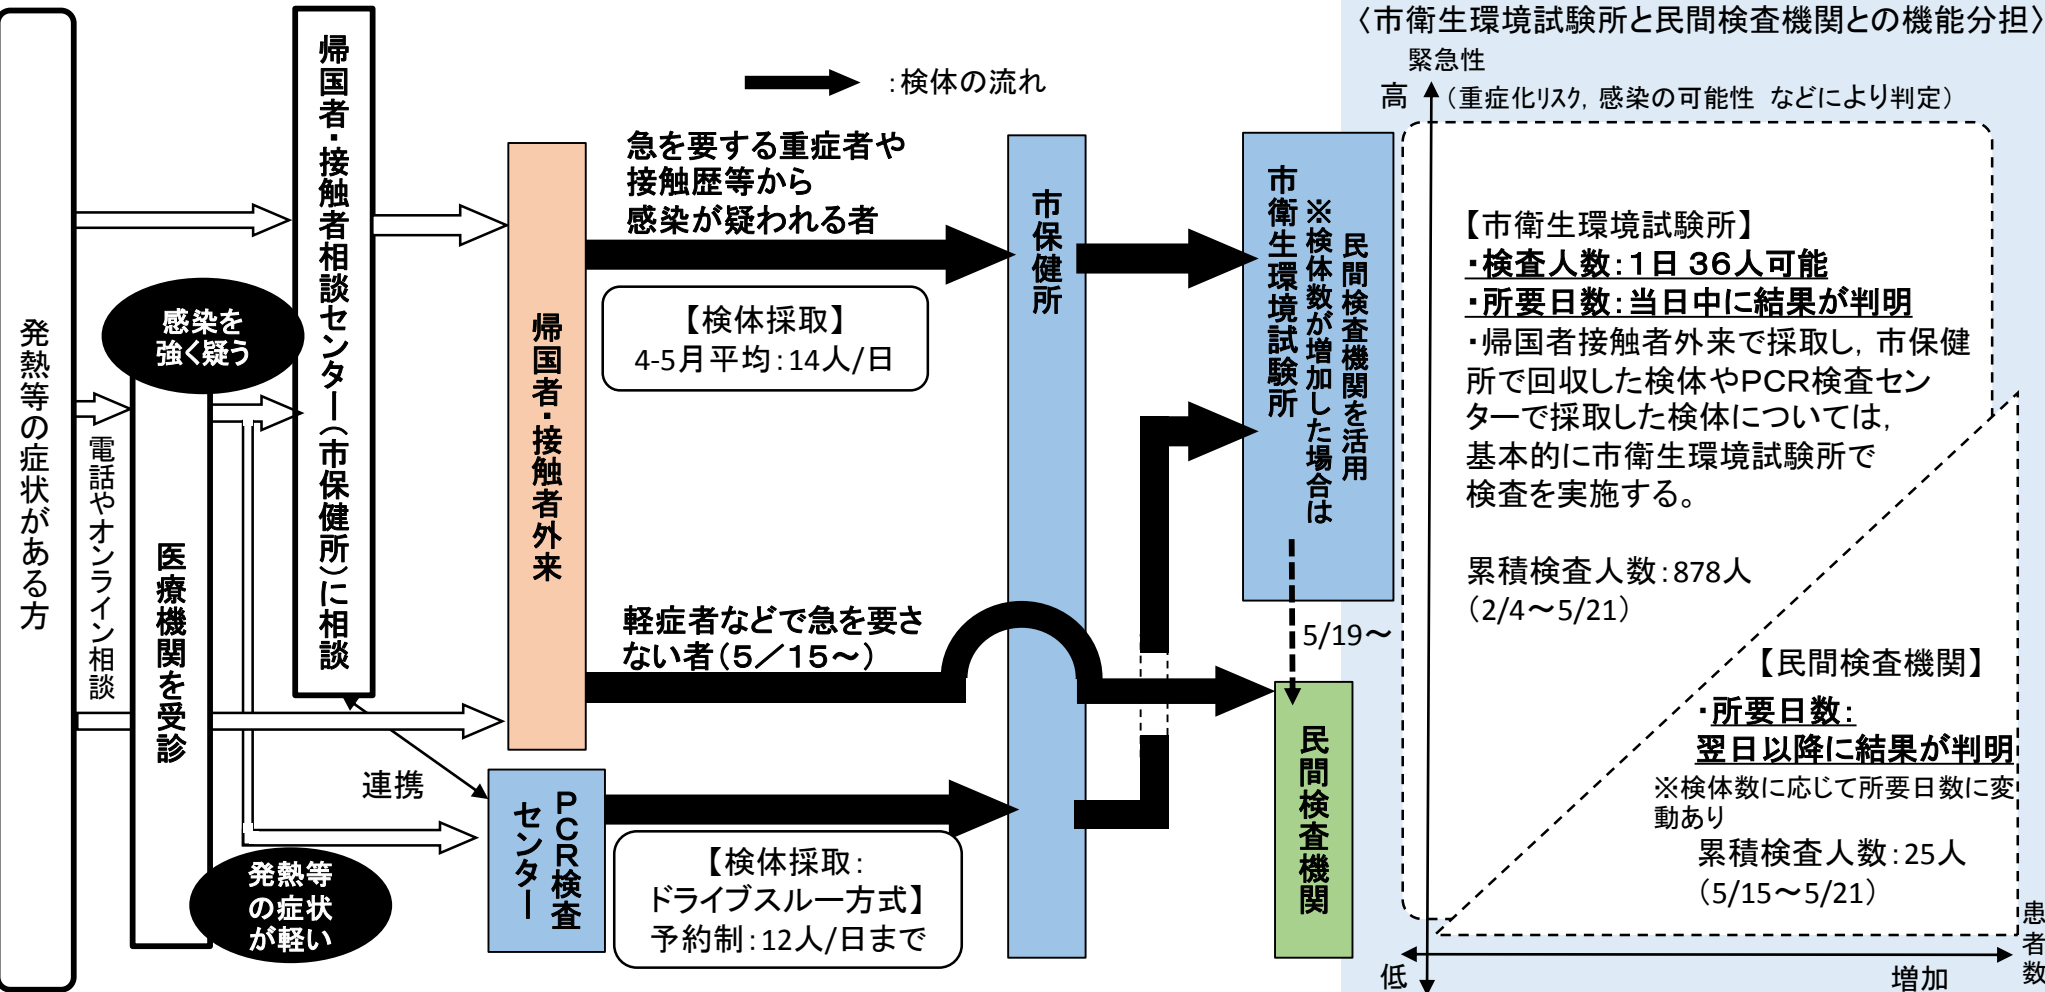 発熱等の症状がある方
電話やオンライン相談
感染を
強く疑う
医療機関を受診
帰国者・接触者相談センター（市保健所）に相談
連携
発熱等
の症状
が軽い
：検体の流れ
帰国者・接触者外来
急を要する重症者や
接触歴等から
感染が疑われる者
【検体採取】
4-5月平均：14人/日
軽症者などで急を要さ
ない者（５／１５～）
ＰＣＲ検査
センター
【検体採取：
ドライブスルー方式】
予約制：12人/日まで
市保健所
市衛生環境試験所
※検体数が増加した場合は
民間検査機関を活用
5/19～
民間検査機関
〈市衛生環境試験所と民間検査機関との機能分担〉
緊急性
高
（重症化リスク，感染の可能性 などにより判定）
【市衛生環境試験所】
・検査人数：１日 ３６人可能
・所要日数：当日中に結果が判明
・帰国者接触者外来で採取し，市保健
所で回収した検体やＰＣＲ検査セン
ターで採取した検体については，
基本的に市衛生環境試験所で
検査を実施する。
累積検査人数：878人
（2/4～5/21）
【民間検査機関】
・所要日数：
翌日以降に結果が判明
※検体数に応じて所要日数に変
動あり
累積検査人数：25人
（5/15～5/21）
低
増加
患者数